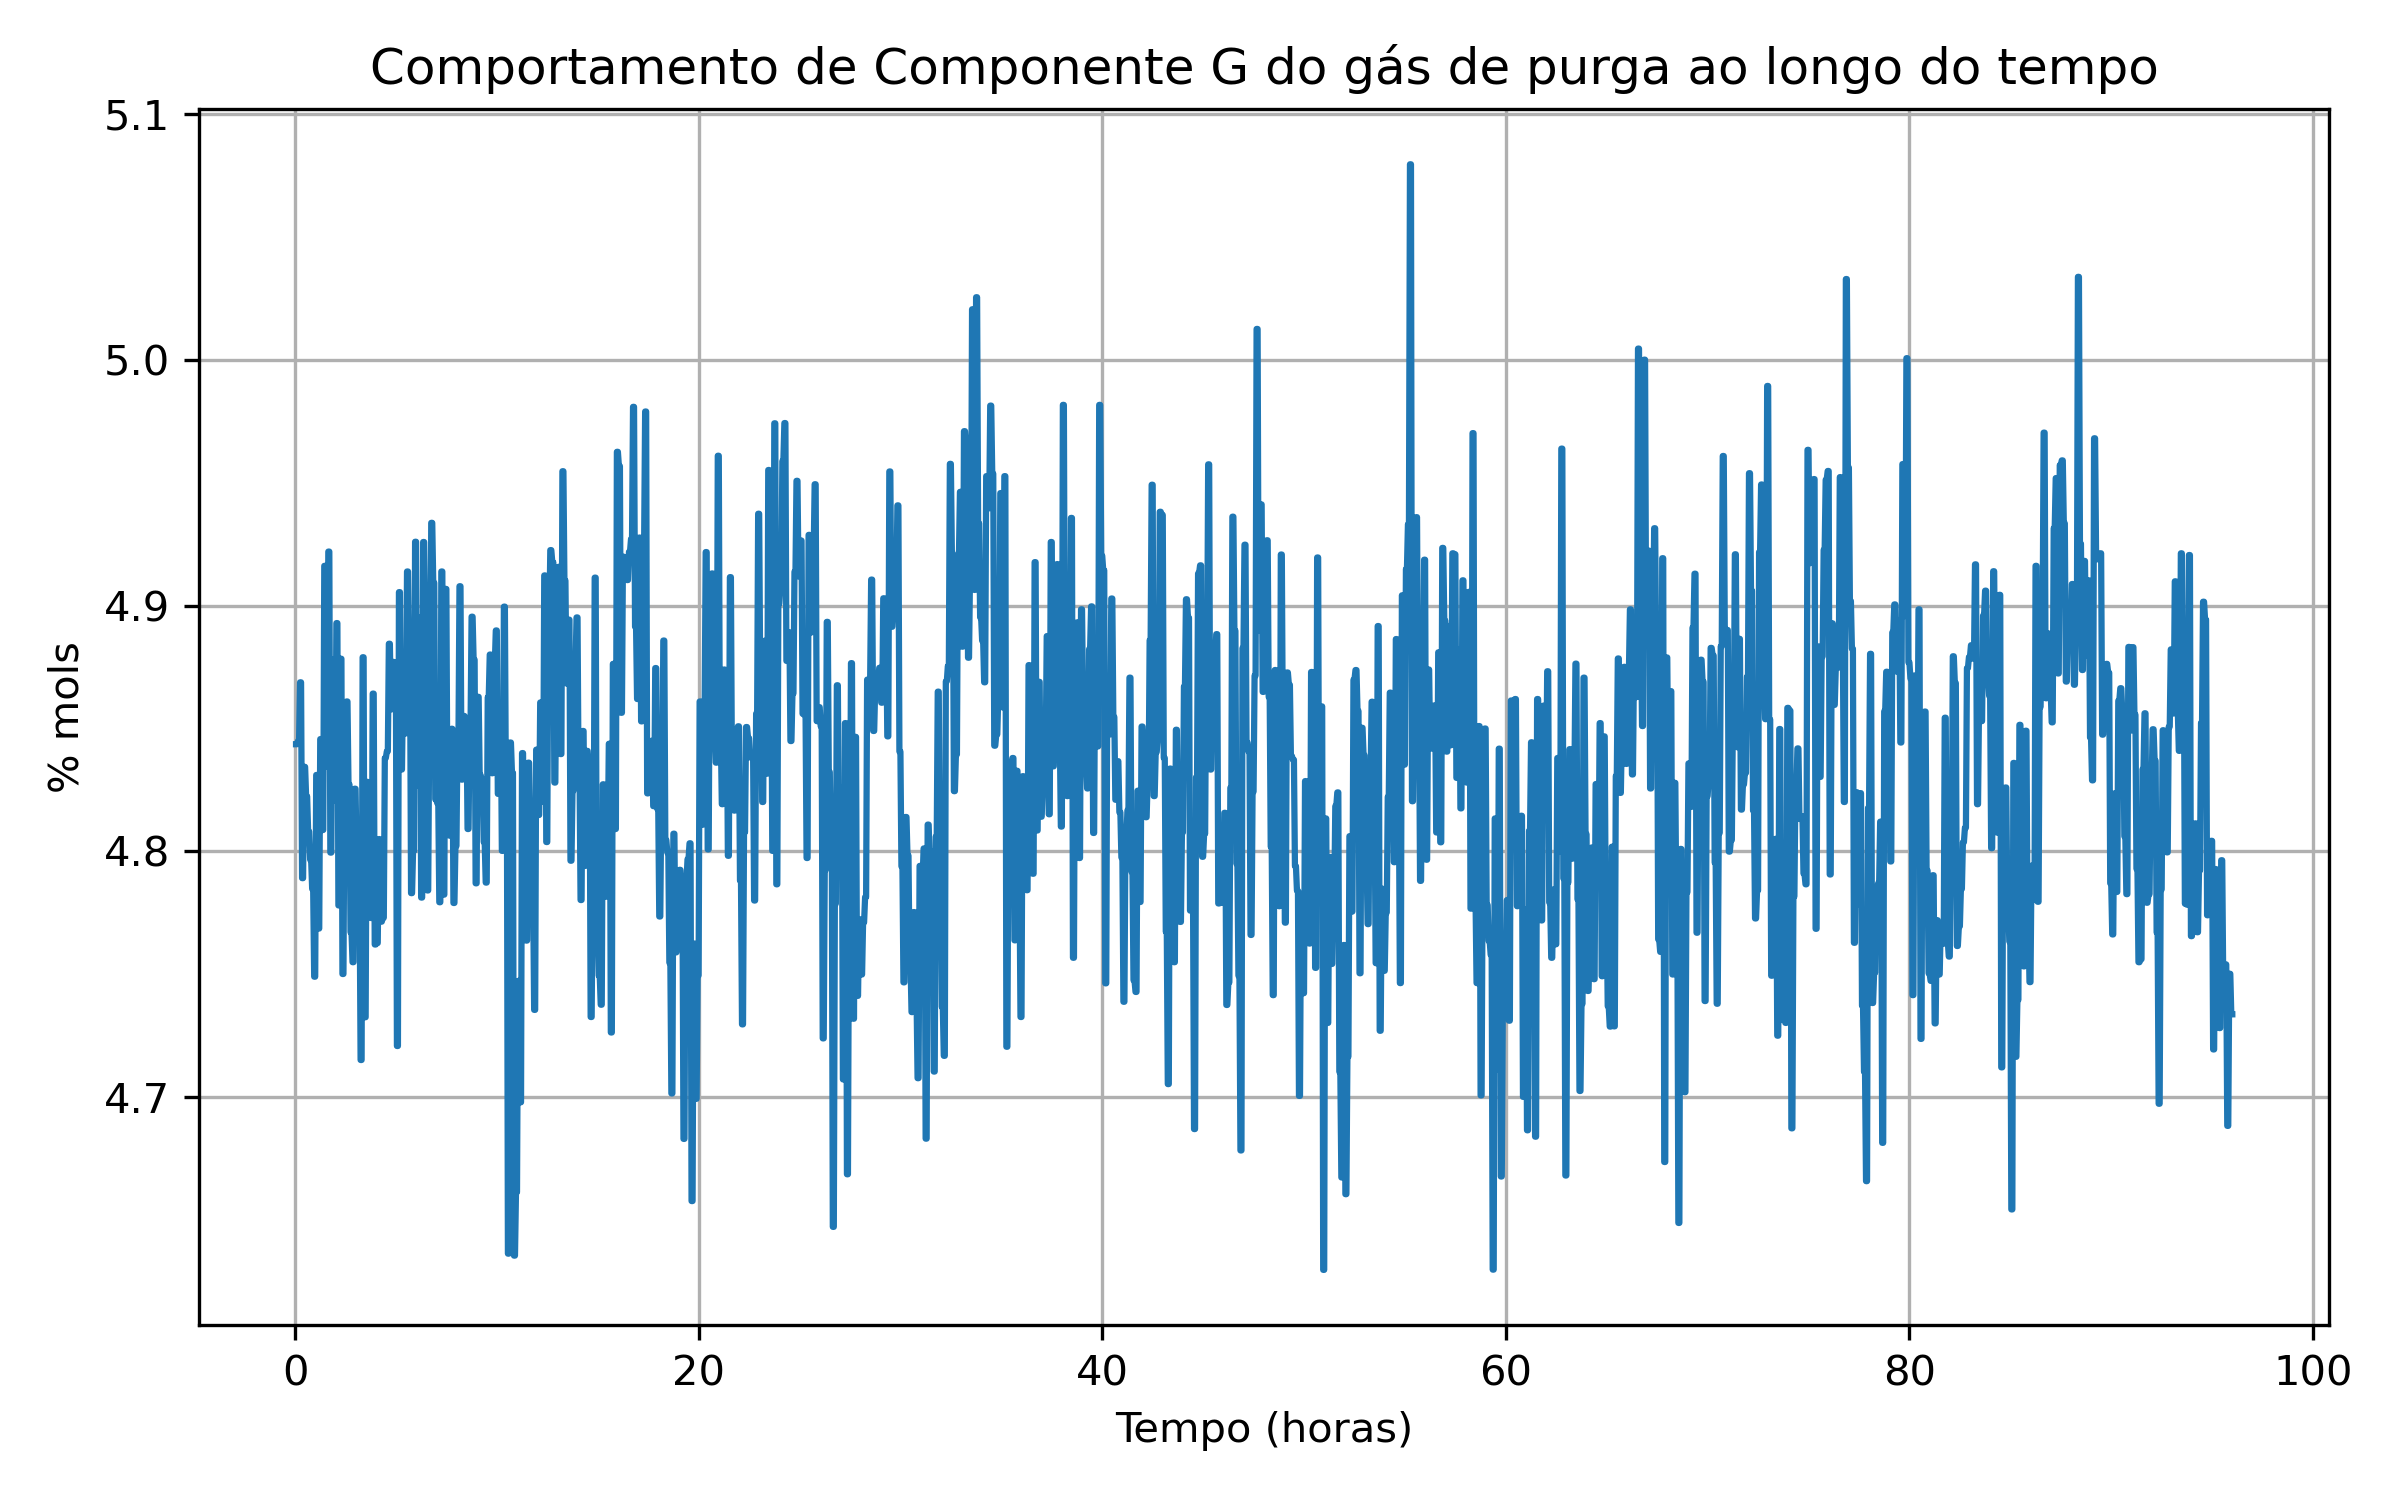 Comportamento de Componente G do gás de purga ao longo do tempo
5.1
5.0
4.9
4.8
4.7
% mols
0 20 40 60 80 100
Tempo (horas)